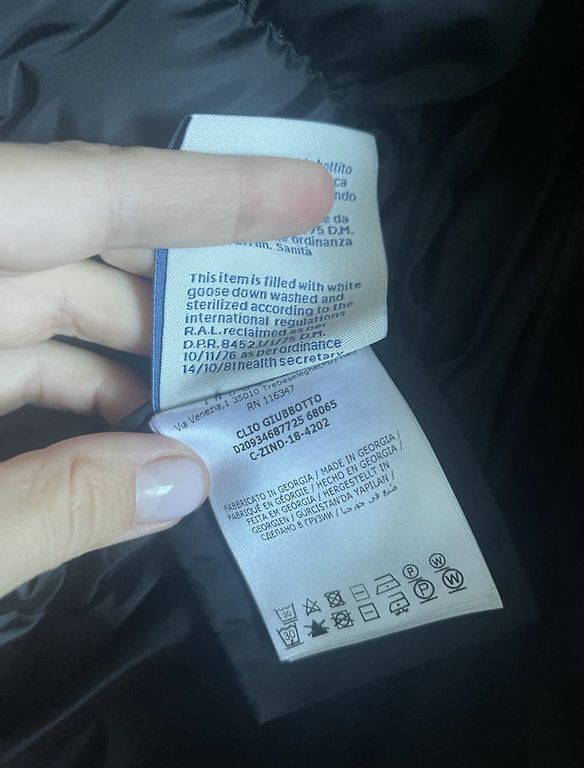 ottito
ca
ndo
e da
75 D.M.
ordinanza
Sanità
This item is filled with white
goose down washed and
sterilized according to the
international regulations
R.A.L. reclaimed as per
D.P.R. 84523/1/75 D.M.
10/11/76 as per ordinance
14/10/81 health secretary
Via Venezia,1 35010 Trebaseleghe
RN 116347
CLIO GIUBBOTTO
D20934687725 68065
C-ZIND-18-4202
FABBRICATO IN GEORGIA / MADE IN GEORGIA /
FABRIQUÉ EN GÉORGIE / HECHO EN GEORGIA /
FEITA EM GEÓRGIA / HERGESTELLT IN
GEORGIEN / GURCISTAN'DA YAPILAN /
СДЕЛАНО В ГРУЗИИ / صنع في جورجيا
30 P W
30 P W